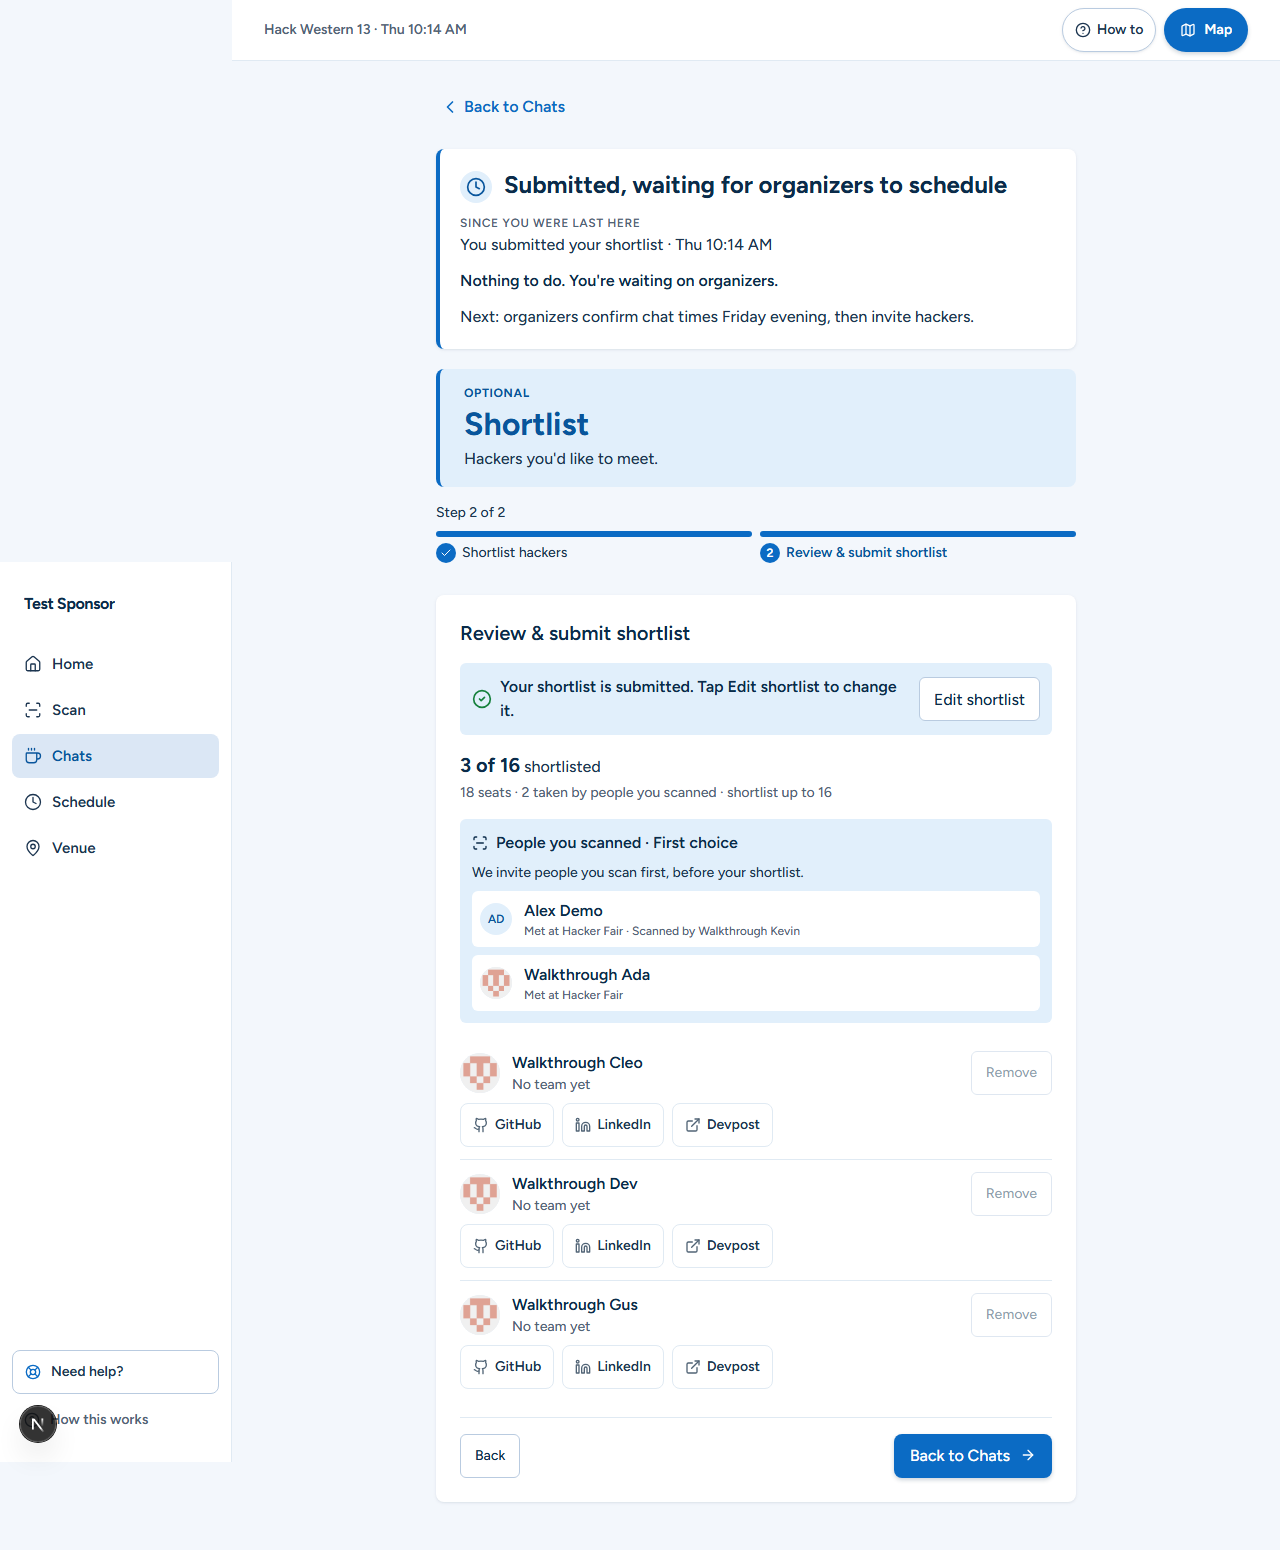 Hack Western 13 · Thu 10:14 AM
How to
Map
Back to Chats
Submitted, waiting for organizers to schedule
SINCE YOU WERE LAST HERE
You submitted your shortlist · Thu 10:14 AM
Nothing to do. You're waiting on organizers.
Next: organizers confirm chat times Friday evening, then invite hackers.
OPTIONAL
Shortlist
Hackers you'd like to meet.
Step 2 of 2
Shortlist hackers
2 Review & submit shortlist
Test Sponsor
Home
Scan
Chats
Schedule
Venue
Need help?
How this works
N
Review & submit shortlist
Your shortlist is submitted. Tap Edit shortlist to change
it.
Edit shortlist
3 of 16 shortlisted
18 seats · 2 taken by people you scanned · shortlist up to 16
People you scanned · First choice
We invite people you scan first, before your shortlist.
AD
Alex Demo
Met at Hacker Fair · Scanned by Walkthrough Kevin
Walkthrough Ada
Met at Hacker Fair
Walkthrough Cleo
No team yet
Remove
GitHub
LinkedIn
Devpost
Walkthrough Dev
No team yet
Remove
GitHub
LinkedIn
Devpost
Walkthrough Gus
No team yet
Remove
GitHub
LinkedIn
Devpost
Back
Back to Chats